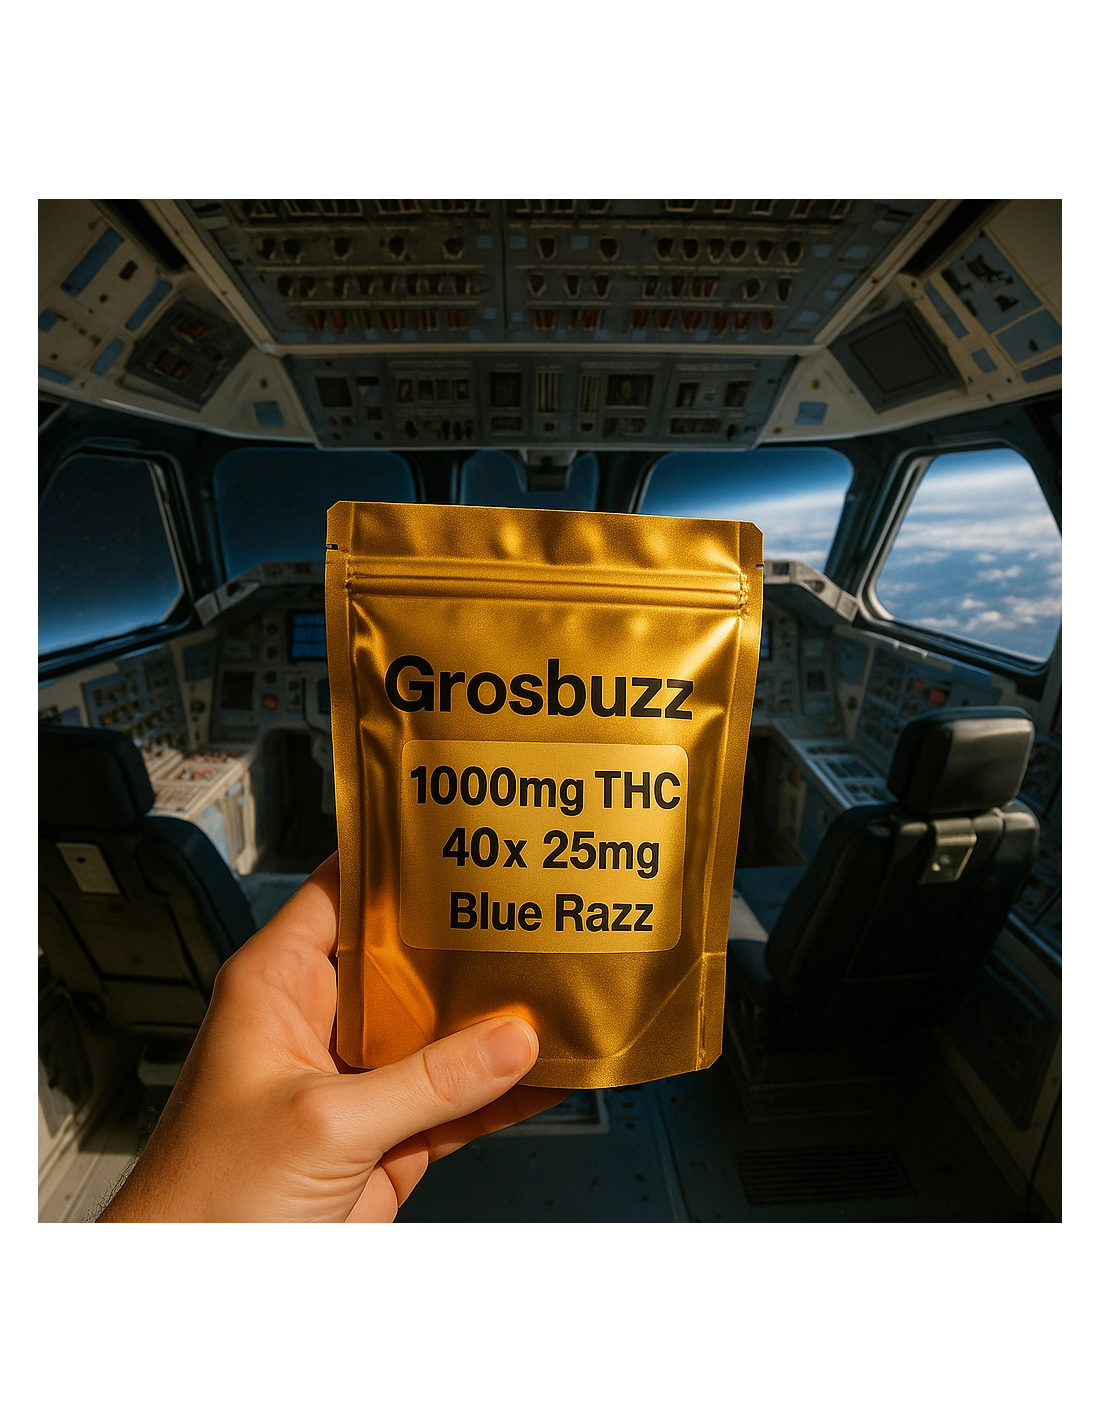 Grosbuzz
1000mg THC
40x 25mg
Blue Razz